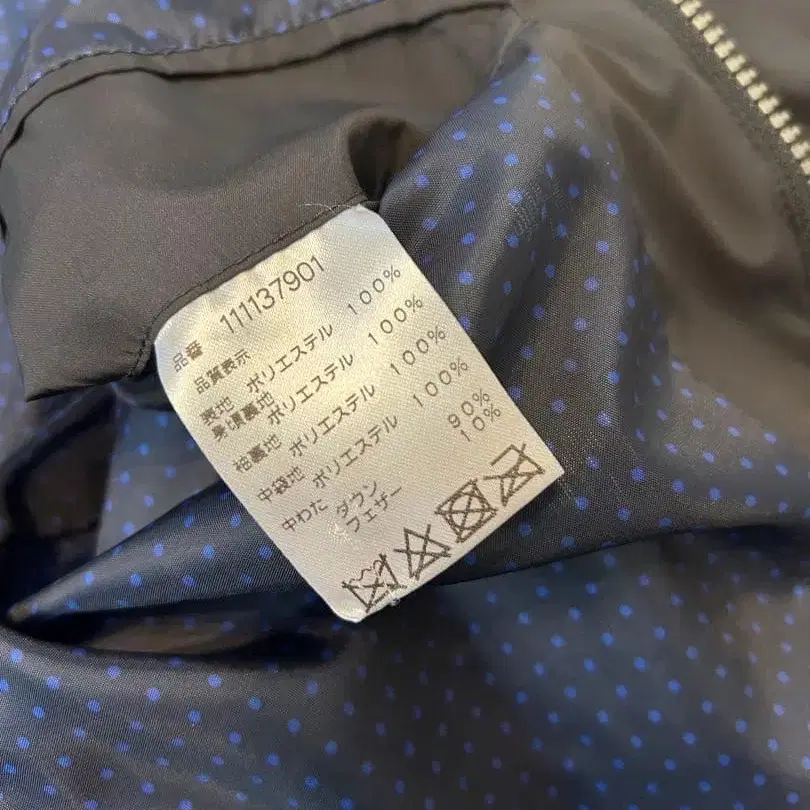 品番 111137901
品質表示
表地 ポリエステル 100%
身頃裏地 ポリエステル 100%
袖裏地 ポリエステル 100%
中袋地 ポリエステル 100%
中わた ダウン 90%
フェザー 10%